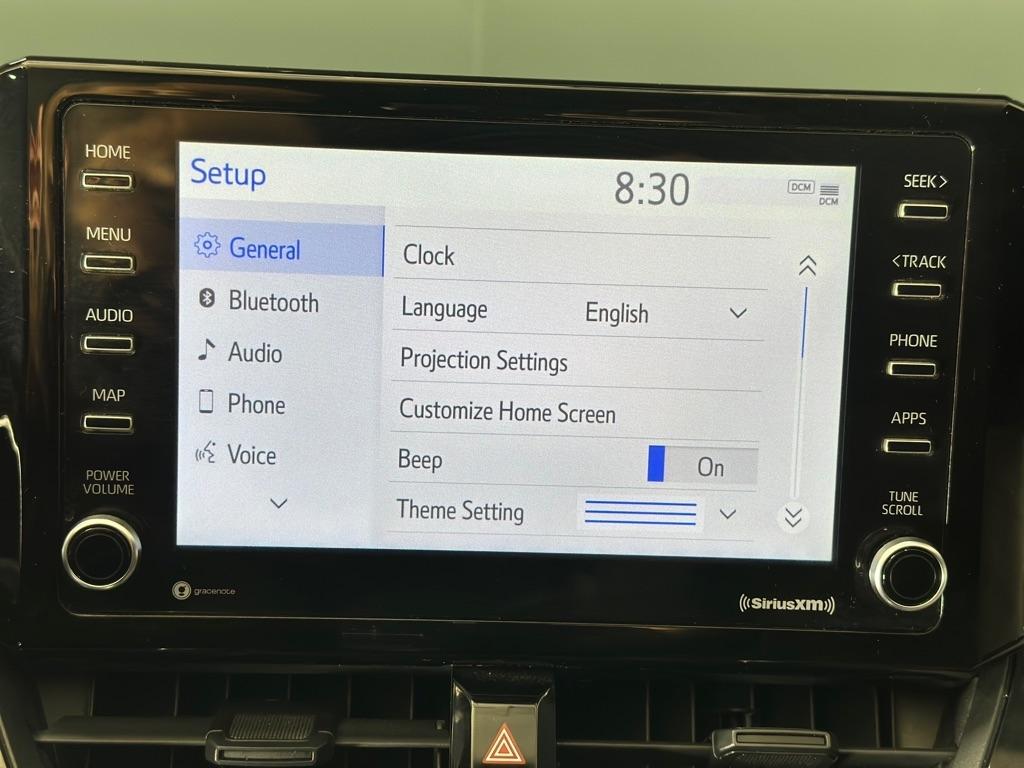 HOME
MENU
AUDIO
MAP
POWER
VOLUME
Setup
8:30
DCM
DCM
General
Bluetooth
Audio
Phone
Voice
Clock
Language English
Projection Settings
Customize Home Screen
Beep On
Theme Setting
SEEK>
<TRACK
PHONE
APPS
TUNE
SCROLL
gracenote
SiriusXM